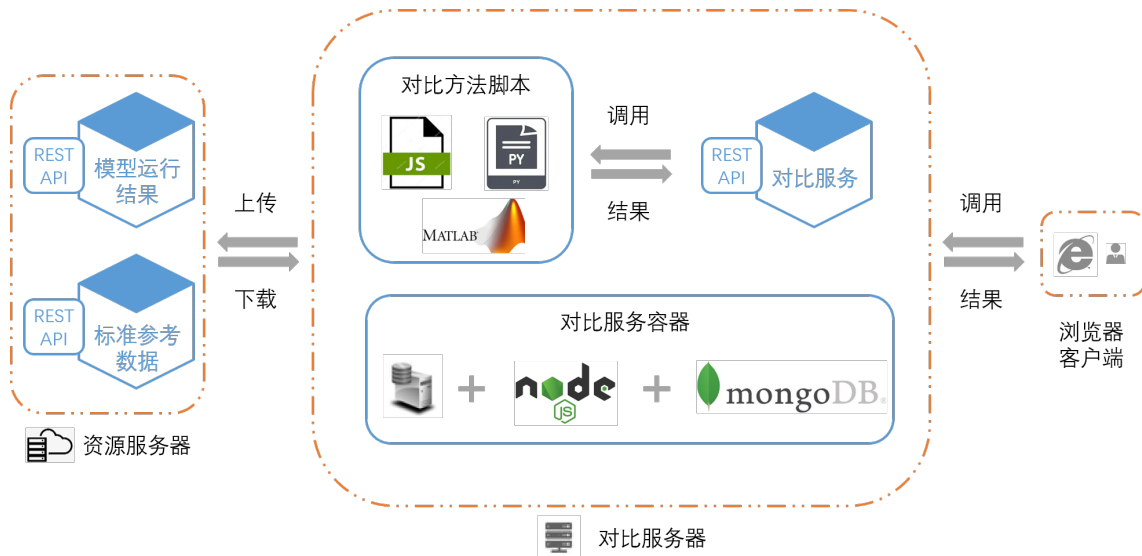 REST
API
模型运行
结果
REST
API
标准参考
数据
资源服务器
上传
下载
对比方法脚本
JS
PY
PY
MATLAB
调用
结果
REST
API
对比服务
对比服务容器
+
node
JS
+
mongoDB
对比服务器
调用
结果
浏览器
客户端